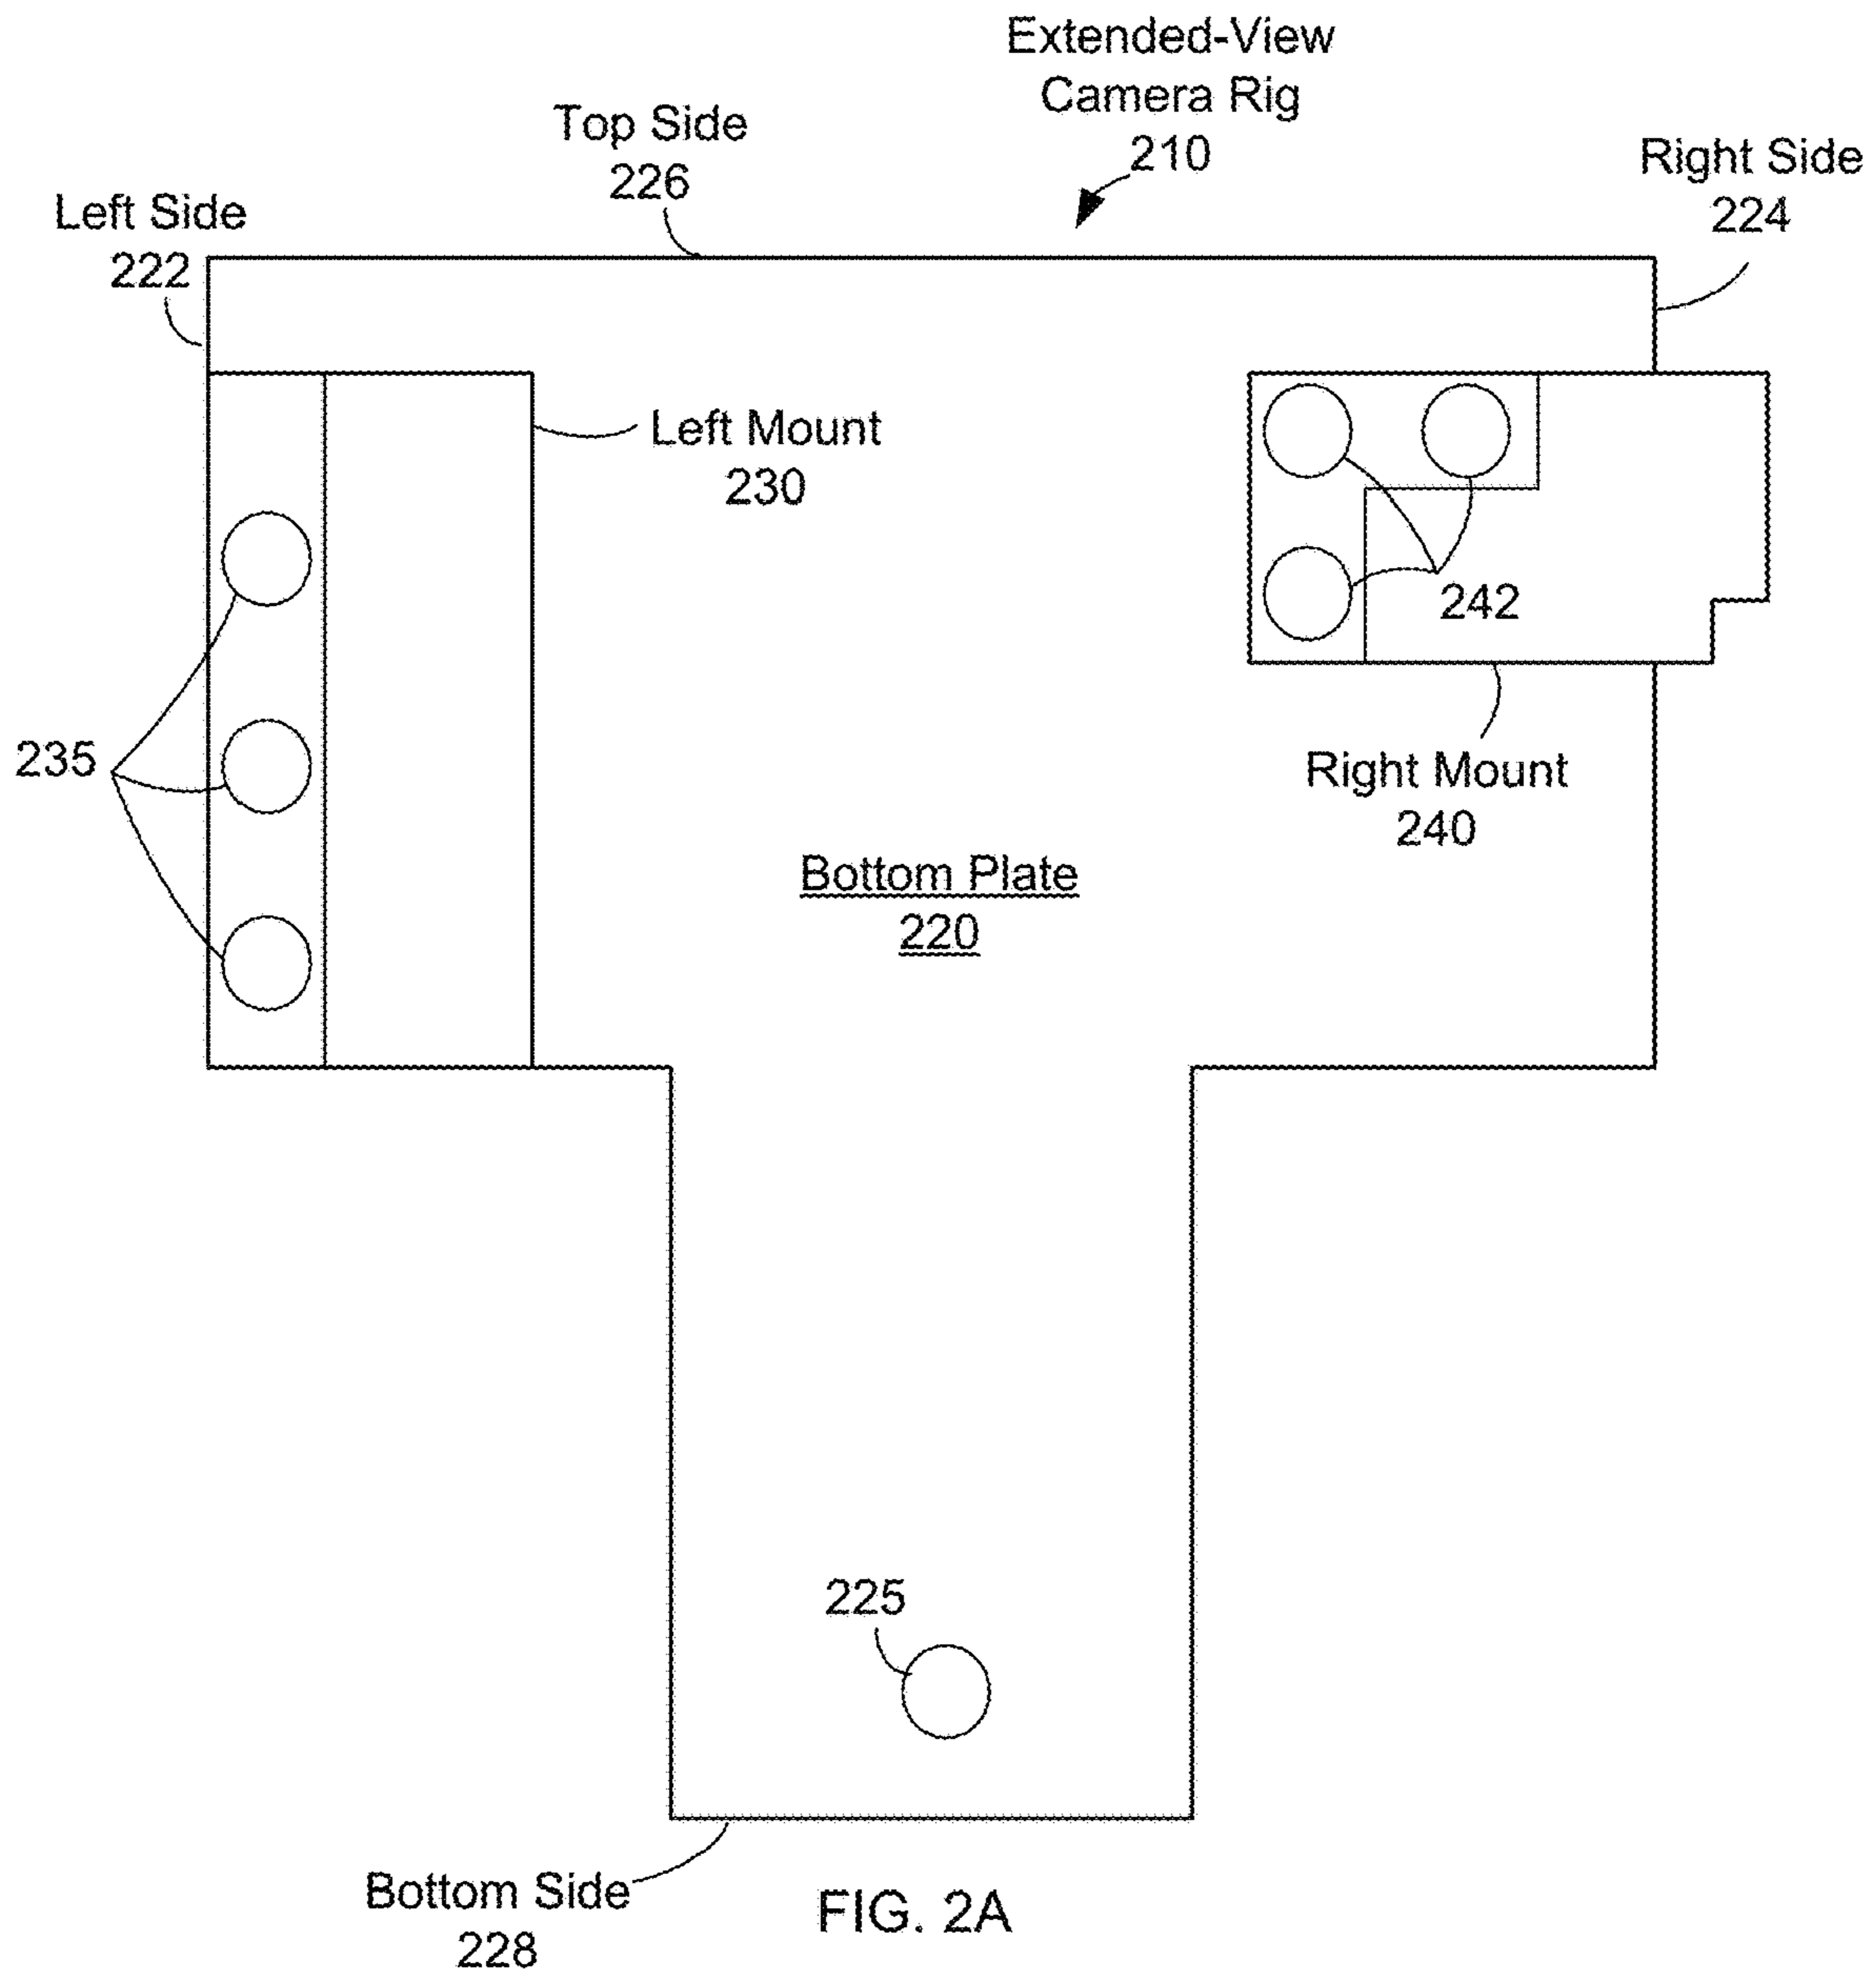 Extended-View
Camera Rig
210
Top Side
226
Right Side
224
Left Side
222
Left Mount
230
242
235
Right Mount
240
Bottom Plate
220
225
Bottom Side
228
FIG. 2A